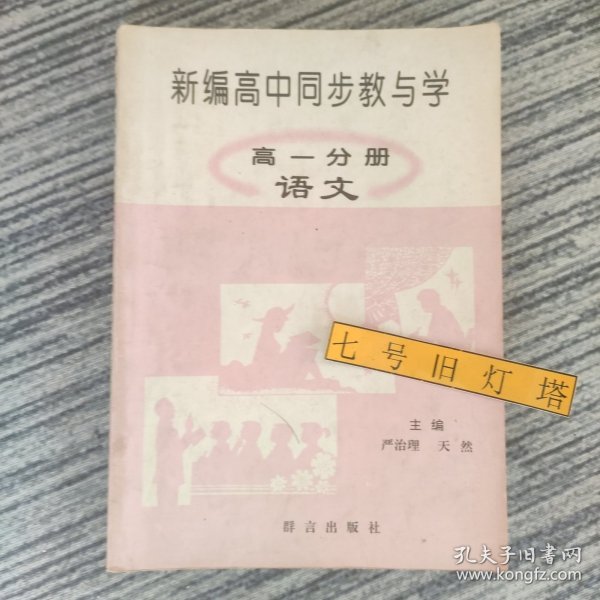 新编高中同步教与学
高一分册
语文
七号旧灯塔
主编
严治理 天然
群言出版社
孔夫子旧书网
www.kongfz.com